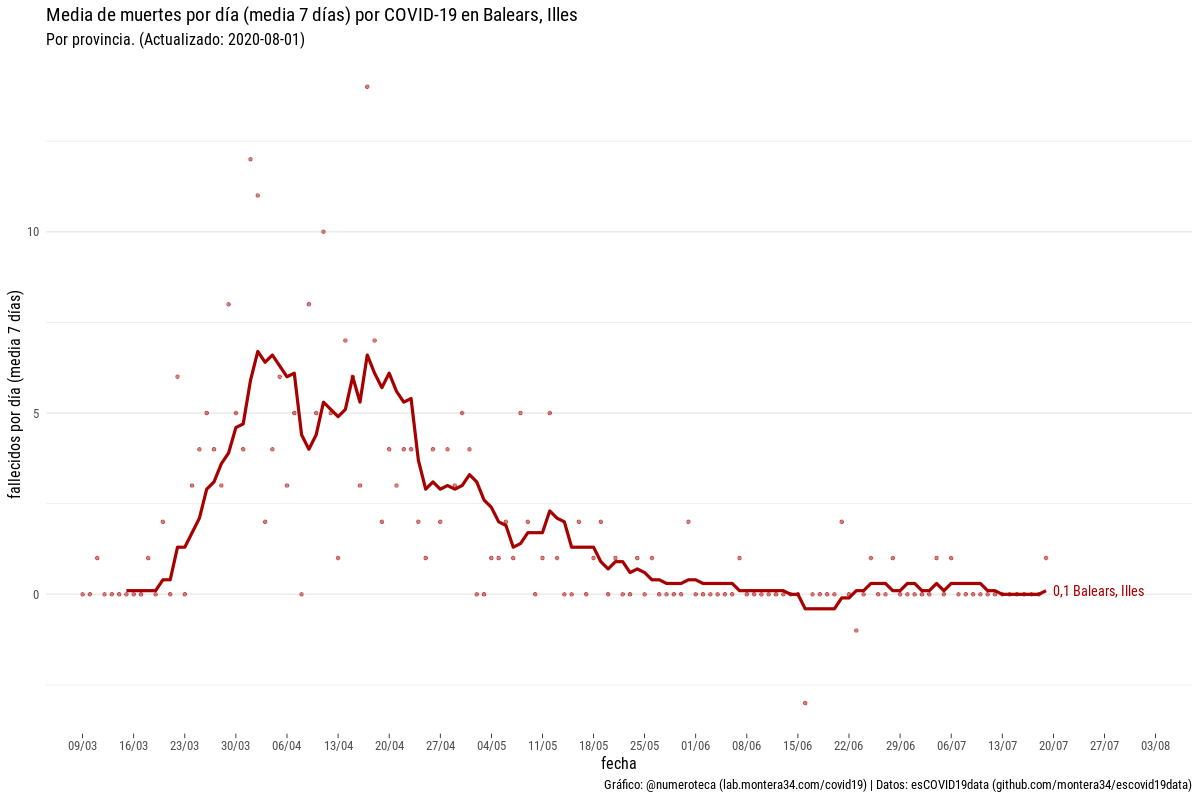 Media de muertes por día (media 7 días) por COVID-19 en Balears, Illes
Por provincia. (Actualizado: 2020-08-01)
fallecidos por día (media 7 días)
10
5
0
0,1 Balears, Illes
09/03 16/03 23/03 30/03 06/04 13/04 20/04 27/04 04/05 11/05 18/05 25/05 01/06 08/06 15/06 22/06 29/06 06/07 13/07 20/07 27/07 03/08
fecha
Gráfico: @numeroteca (lab.montera34.com/covid19) | Datos: esCOVID19data (github.com/montera34/escovid19data)